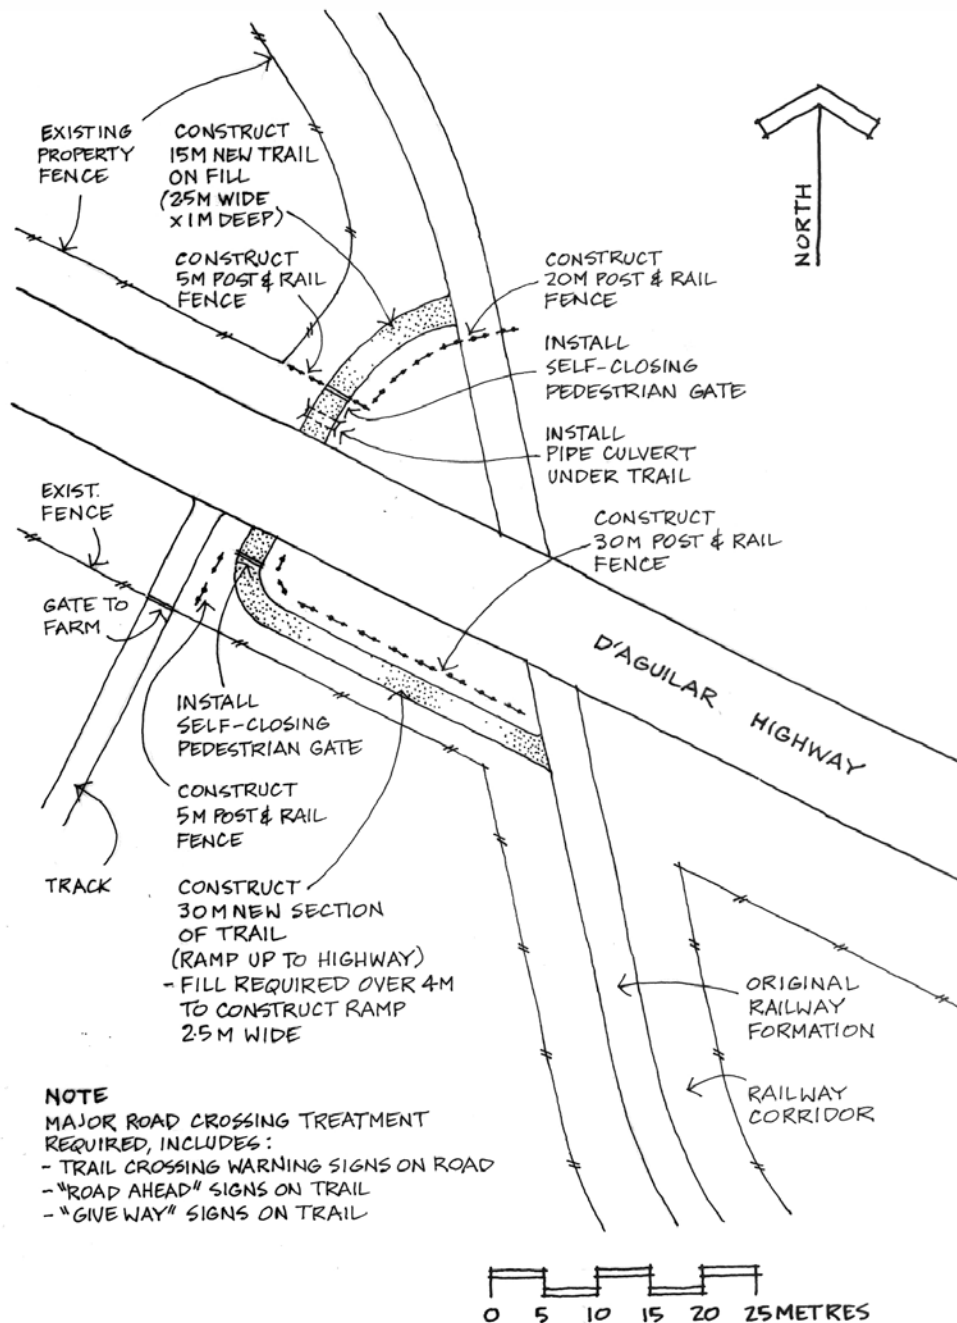 EXISTING
PROPERTY
FENCE
CONSTRUCT
15M NEW TRAIL
ON FILL
(2.5M WIDE
X 1M DEEP)
CONSTRUCT
5M POST & RAIL
FENCE
NORTH
CONSTRUCT
20M POST & RAIL
FENCE
INSTALL
SELF-CLOSING
PEDESTRIAN GATE
INSTALL
PIPE CULVERT
UNDER TRAIL
EXIST.
FENCE
CONSTRUCT
30M POST & RAIL
FENCE
GATE TO
FARM
D'AGUILAR HIGHWAY
INSTALL
SELF-CLOSING
PEDESTRIAN GATE
CONSTRUCT
5M POST & RAIL
FENCE
TRACK
CONSTRUCT
30M NEW SECTION
OF TRAIL
(RAMP UP TO HIGHWAY)
- FILL REQUIRED OVER 4M
TO CONSTRUCT RAMP
2.5M WIDE
ORIGINAL
RAILWAY
FORMATION
RAILWAY
CORRIDOR
NOTE
MAJOR ROAD CROSSING TREATMENT
REQUIRED, INCLUDES:
- TRAIL CROSSING WARNING SIGNS ON ROAD
- "ROAD AHEAD" SIGNS ON TRAIL
- "GIVE WAY" SIGNS ON TRAIL
0 5 10 15 20 25 METRES